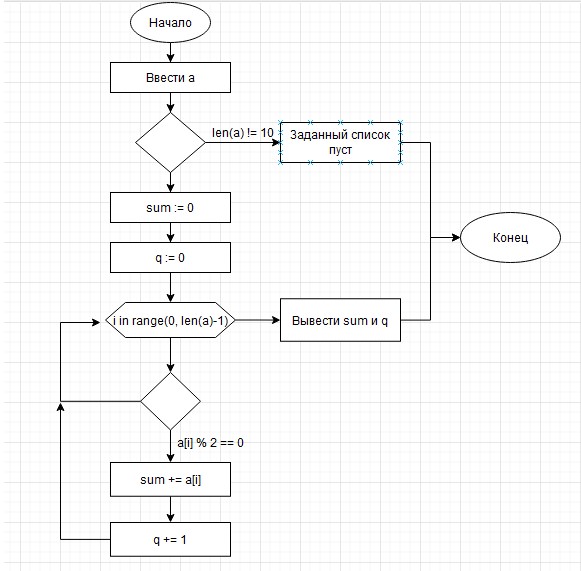 Начало
Ввести a
len(a) != 10
Заданный список
пуст
sum := 0
q := 0
Конец
i in range(0, len(a)-1)
Вывести sum и q
a[i] % 2 == 0
sum += a[i]
q += 1